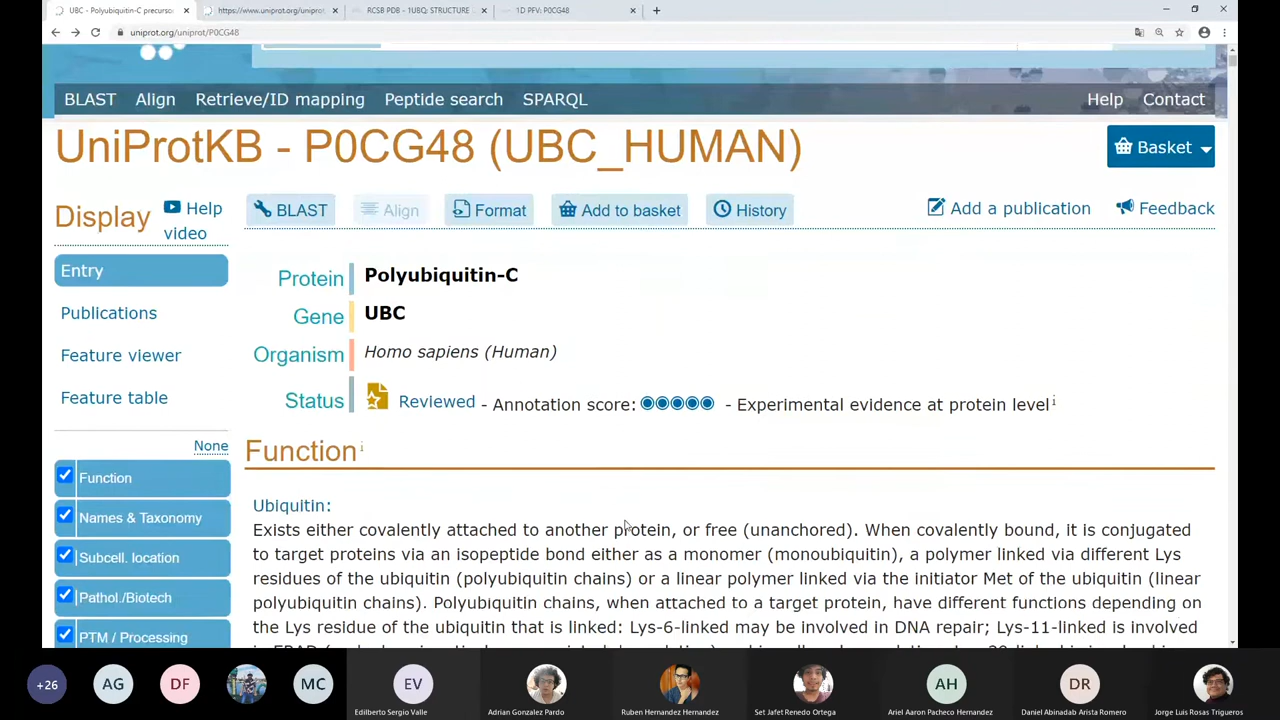 UBC - Polyubiquitin-C precurso
https://www.uniprot.org/unipro
RCSB PDB - 1UBQ: STRUCTURE
1D PFV: P0CG48
uniprot.org/uniprot/P0CG48
BLAST Align Retrieve/ID mapping Peptide search SPARQL Help Contact
UniProtKB - P0CG48 (UBC_HUMAN)
Basket
Display
Help video
BLAST Align Format Add to basket History
Add a publication Feedback
Entry
Publications
Feature viewer
Feature table
None
Function
Names & Taxonomy
Subcell. location
Pathol./Biotech
PTM / Processing
Protein Polyubiquitin-C
Gene UBC
Organism Homo sapiens (Human)
Status Reviewed - Annotation score: - Experimental evidence at protein level i
Function i
Ubiquitin:
Exists either covalently attached to another protein, or free (unanchored). When covalently bound, it is conjugated
to target proteins via an isopeptide bond either as a monomer (monoubiquitin), a polymer linked via different Lys
residues of the ubiquitin (polyubiquitin chains) or a linear polymer linked via the initiator Met of the ubiquitin (linear
polyubiquitin chains). Polyubiquitin chains, when attached to a target protein, have different functions depending on
the Lys residue of the ubiquitin that is linked: Lys-6-linked may be involved in DNA repair; Lys-11-linked is involved
+26 AG DF MC EV AH DR
Edilberto Sergio Valle
Adrian Gonzalez Pardo
Ruben Hernandez Hernandez
Set Jafet Renedo Ortega
Ariel Aaron Pacheco Hernandez
Daniel Abinadab Arista Romero
Jorge Luis Rosas Trigueros